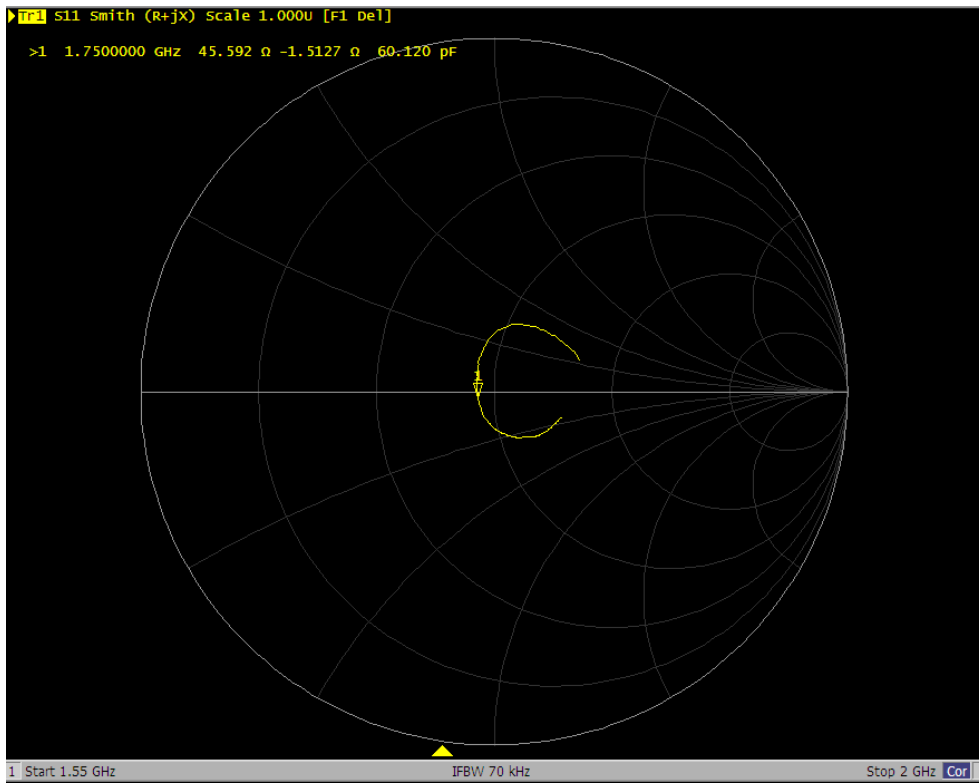 Tr1 S11 Smith (R+jX) Scale 1.000U [F1 Del]
>1 1.7500000 GHz 45.592 Ω -1.5127 Ω 60.120 pF
1
1 Start 1.55 GHz IFBW 70 kHz Stop 2 GHz Cor